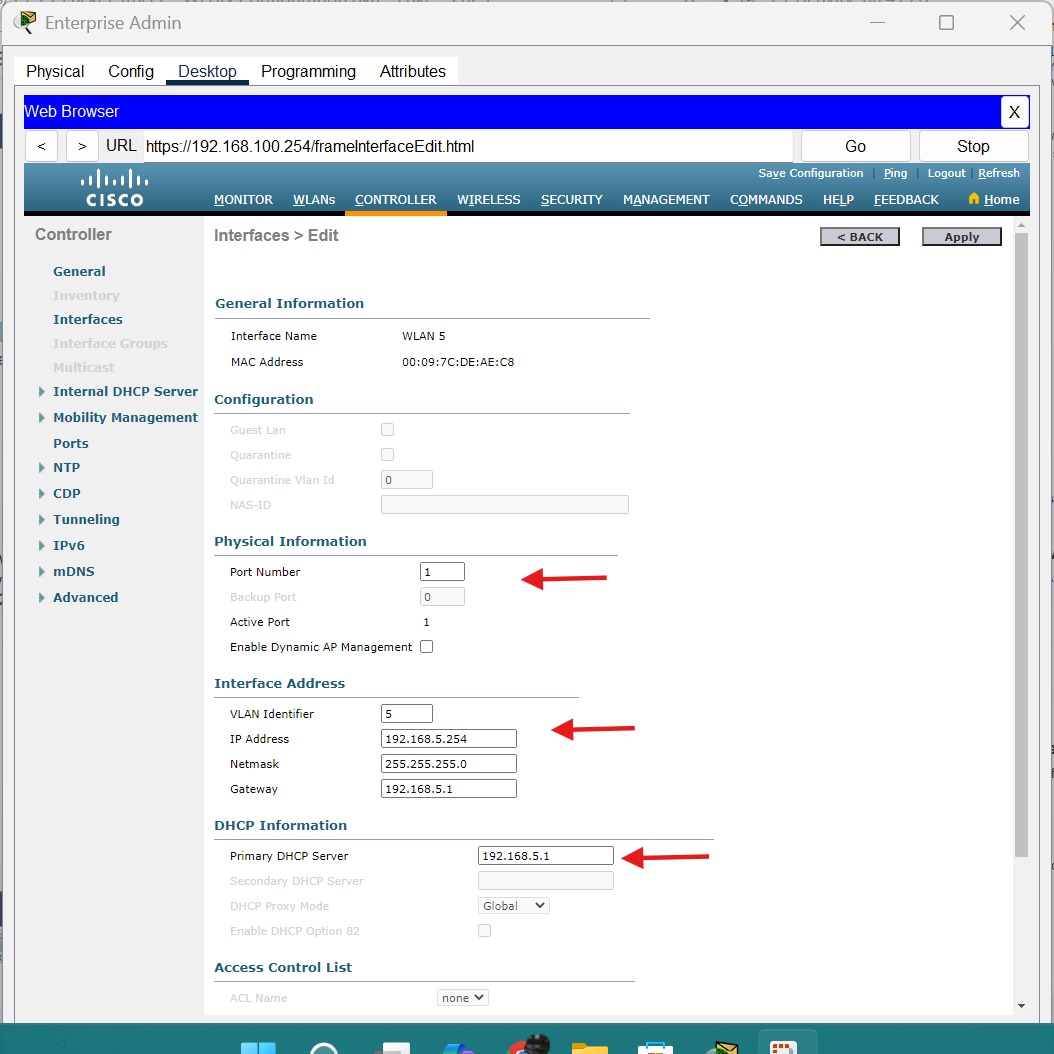 Enterprise Admin
Physical Config Desktop Programming Attributes
Web Browser X
< > URL https://192.168.100.254/frameInterfaceEdit.html Go Stop
Save Configuration Ping Logout Refresh
CISCO MONITOR WLANs CONTROLLER WIRELESS SECURITY MANAGEMENT COMMANDS HELP FEEDBACK Home
Controller
General
Inventory
Interfaces
Interface Groups
Multicast
Internal DHCP Server
Mobility Management
Ports
NTP
CDP
Tunneling
IPv6
mDNS
Advanced
Interfaces > Edit < BACK Apply
General Information
Interface Name WLAN 5
MAC Address 00:09:7C:DE:AE:C8
Configuration
Guest Lan
Quarantine
Quarantine Vlan Id 0
NAS-ID
Physical Information
Port Number 1
Backup Port 0
Active Port 1
Enable Dynamic AP Management
Interface Address
VLAN Identifier 5
IP Address 192.168.5.254
Netmask 255.255.255.0
Gateway 192.168.5.1
DHCP Information
Primary DHCP Server 192.168.5.1
Secondary DHCP Server
DHCP Proxy Mode Global
Enable DHCP Option 82
Access Control List
ACL Name none